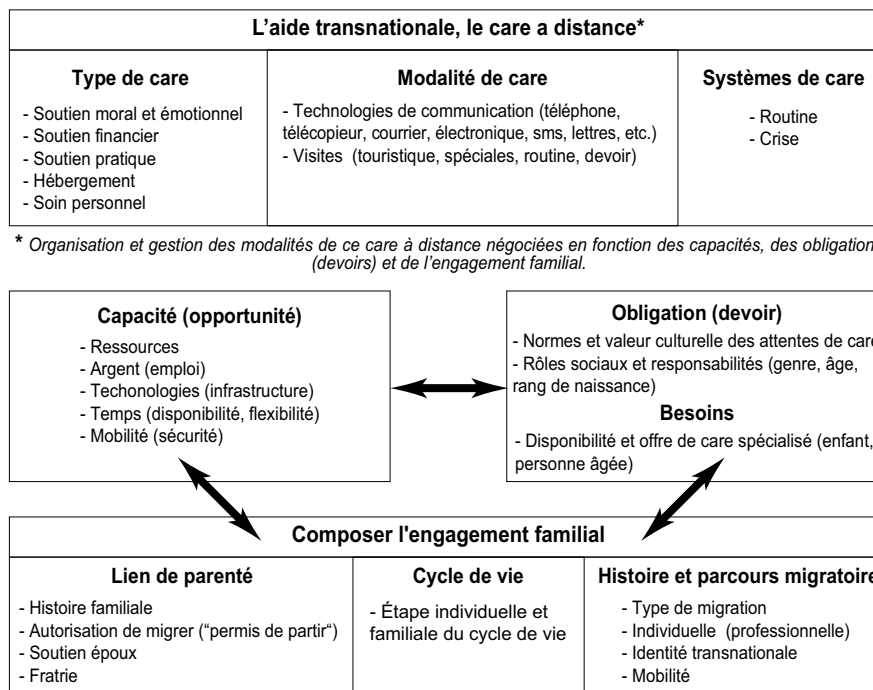 L'aide transnationale, le care a distance*
Type de care
- Soutien moral et émotionnel
- Soutien financier
- Soutien pratique
- Hébergement
- Soin personnel
Modalité de care
- Technologies de communication (téléphone,
télécopieur, courrier, électronique, sms, lettres, etc.)
- Visites (touristique, spéciales, routine, devoir)
Systèmes de care
- Routine
- Crise
* Organisation et gestion des modalités de ce care à distance négociées en fonction des capacités, des obligation
(devoirs) et de l'engagement familial.
Capacité (opportunité)
- Ressources
- Argent (emploi)
- Techonologies (infrastructure)
- Temps (disponibilité, flexibilité)
- Mobilité (sécurité)
Obligation (devoir)
- Normes et valeur culturelle des attentes de care
- Rôles sociaux et responsabilités (genre, âge,
rang de naissance)
Besoins
- Disponibilité et offre de care spécialisé (enfant,
personne âgée)
Composer l'engagement familial
Lien de parenté
- Histoire familiale
- Autorisation de migrer ("permis de partir")
- Soutien époux
- Fratrie
Cycle de vie
- Étape individuelle et
familiale du cycle de vie
Histoire et parcours migratoire
- Type de migration
- Individuelle (professionnelle)
- Identité transnationale
- Mobilité